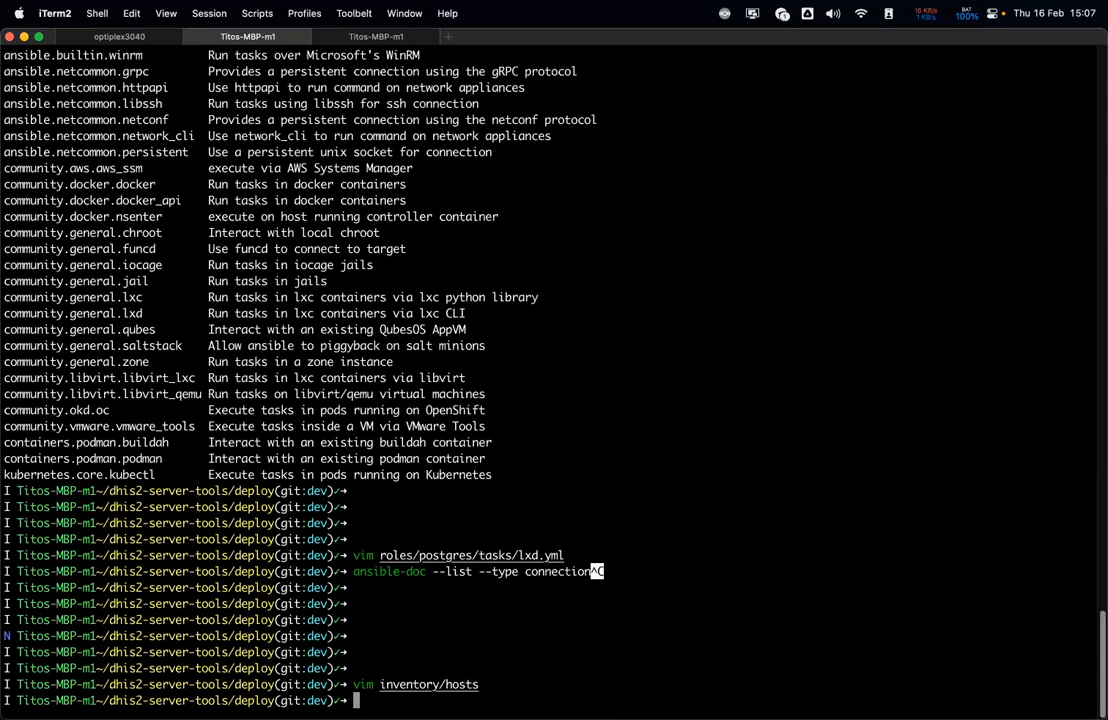 iTerm2 Shell Edit View Session Scripts Profiles Toolbelt Window Help 16 KB/s 1 KB/s BAT 100% Thu 16 Feb 15:07
optiplex3040 Titos-MBP-m1 Titos-MBP-m1 +
ansible.builtin.winrm Run tasks over Microsoft's WinRM
ansible.netcommon.grpc Provides a persistent connection using the gRPC protocol
ansible.netcommon.httpapi Use httpapi to run command on network appliances
ansible.netcommon.libssh Run tasks using libssh for ssh connection
ansible.netcommon.netconf Provides a persistent connection using the netconf protocol
ansible.netcommon.network_cli Use network_cli to run command on network appliances
ansible.netcommon.persistent Use a persistent unix socket for connection
community.aws.aws_ssm execute via AWS Systems Manager
community.docker.docker Run tasks in docker containers
community.docker.docker_api Run tasks in docker containers
community.docker.nsenter execute on host running controller container
community.general.chroot Interact with local chroot
community.general.funcd Use funcd to connect to target
community.general.iocage Run tasks in iocage jails
community.general.jail Run tasks in jails
community.general.lxc Run tasks in lxc containers via lxc python library
community.general.lxd Run tasks in lxc containers via lxc CLI
community.general.qubes Interact with an existing QubesOS AppVM
community.general.saltstack Allow ansible to piggyback on salt minions
community.general.zone Run tasks in a zone instance
community.libvirt.libvirt_lxc Run tasks in lxc containers via libvirt
community.libvirt.libvirt_qemu Run tasks on libvirt/qemu virtual machines
community.okd.oc Execute tasks in pods running on OpenShift
community.vmware.vmware_tools Execute tasks inside a VM via VMware Tools
containers.podman.buildah Interact with an existing buildah container
containers.podman.podman Interact with an existing podman container
kubernetes.core.kubectl Execute tasks in pods running on Kubernetes
I Titos-MBP-m1~/dhis2-server-tools/deploy(git:dev)✓➜
I Titos-MBP-m1~/dhis2-server-tools/deploy(git:dev)✓➜
I Titos-MBP-m1~/dhis2-server-tools/deploy(git:dev)✓➜
I Titos-MBP-m1~/dhis2-server-tools/deploy(git:dev)✓➜
I Titos-MBP-m1~/dhis2-server-tools/deploy(git:dev)✓➜ vim roles/postgres/tasks/lxd.yml
I Titos-MBP-m1~/dhis2-server-tools/deploy(git:dev)✓➜ ansible-doc --list --type connection^C
I Titos-MBP-m1~/dhis2-server-tools/deploy(git:dev)✓➜
I Titos-MBP-m1~/dhis2-server-tools/deploy(git:dev)✓➜
I Titos-MBP-m1~/dhis2-server-tools/deploy(git:dev)✓➜
N Titos-MBP-m1~/dhis2-server-tools/deploy(git:dev)✓➜
I Titos-MBP-m1~/dhis2-server-tools/deploy(git:dev)✓➜
I Titos-MBP-m1~/dhis2-server-tools/deploy(git:dev)✓➜
I Titos-MBP-m1~/dhis2-server-tools/deploy(git:dev)✓➜ vim inventory/hosts
I Titos-MBP-m1~/dhis2-server-tools/deploy(git:dev)✓➜